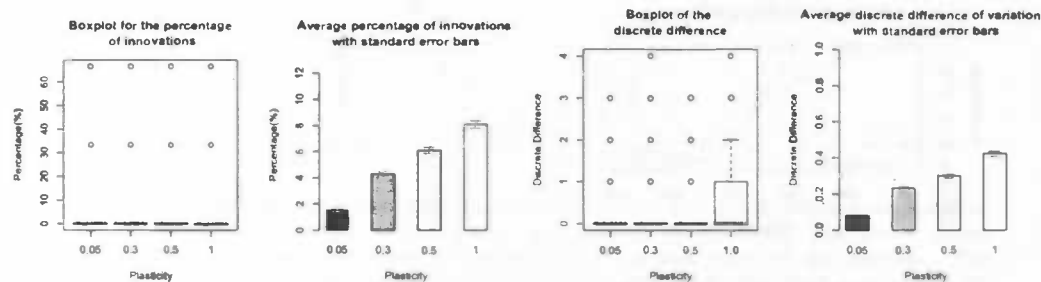 Boxplot for the percentage
of innovations
Percentage(%)
0 10 20 30 40 50 60
0.05 0.3 0.5 1
Plasticity
Average percentage of innovations
with standard error bars
Percentage(%)
0 2 4 6 8 10 12
0.05 0.3 0.5 1
Plasticity
Boxplot of the
discrete difference
Discrete Difference
0 1 2 3 4
0.05 0.3 0.5 1.0
Plasticity
Average discrete difference of variation
with standard error bars
Discrete Difference
0.0 0.2 0.4 0.6 0.8 1.0
0.05 0.3 0.5 1
Plasticity